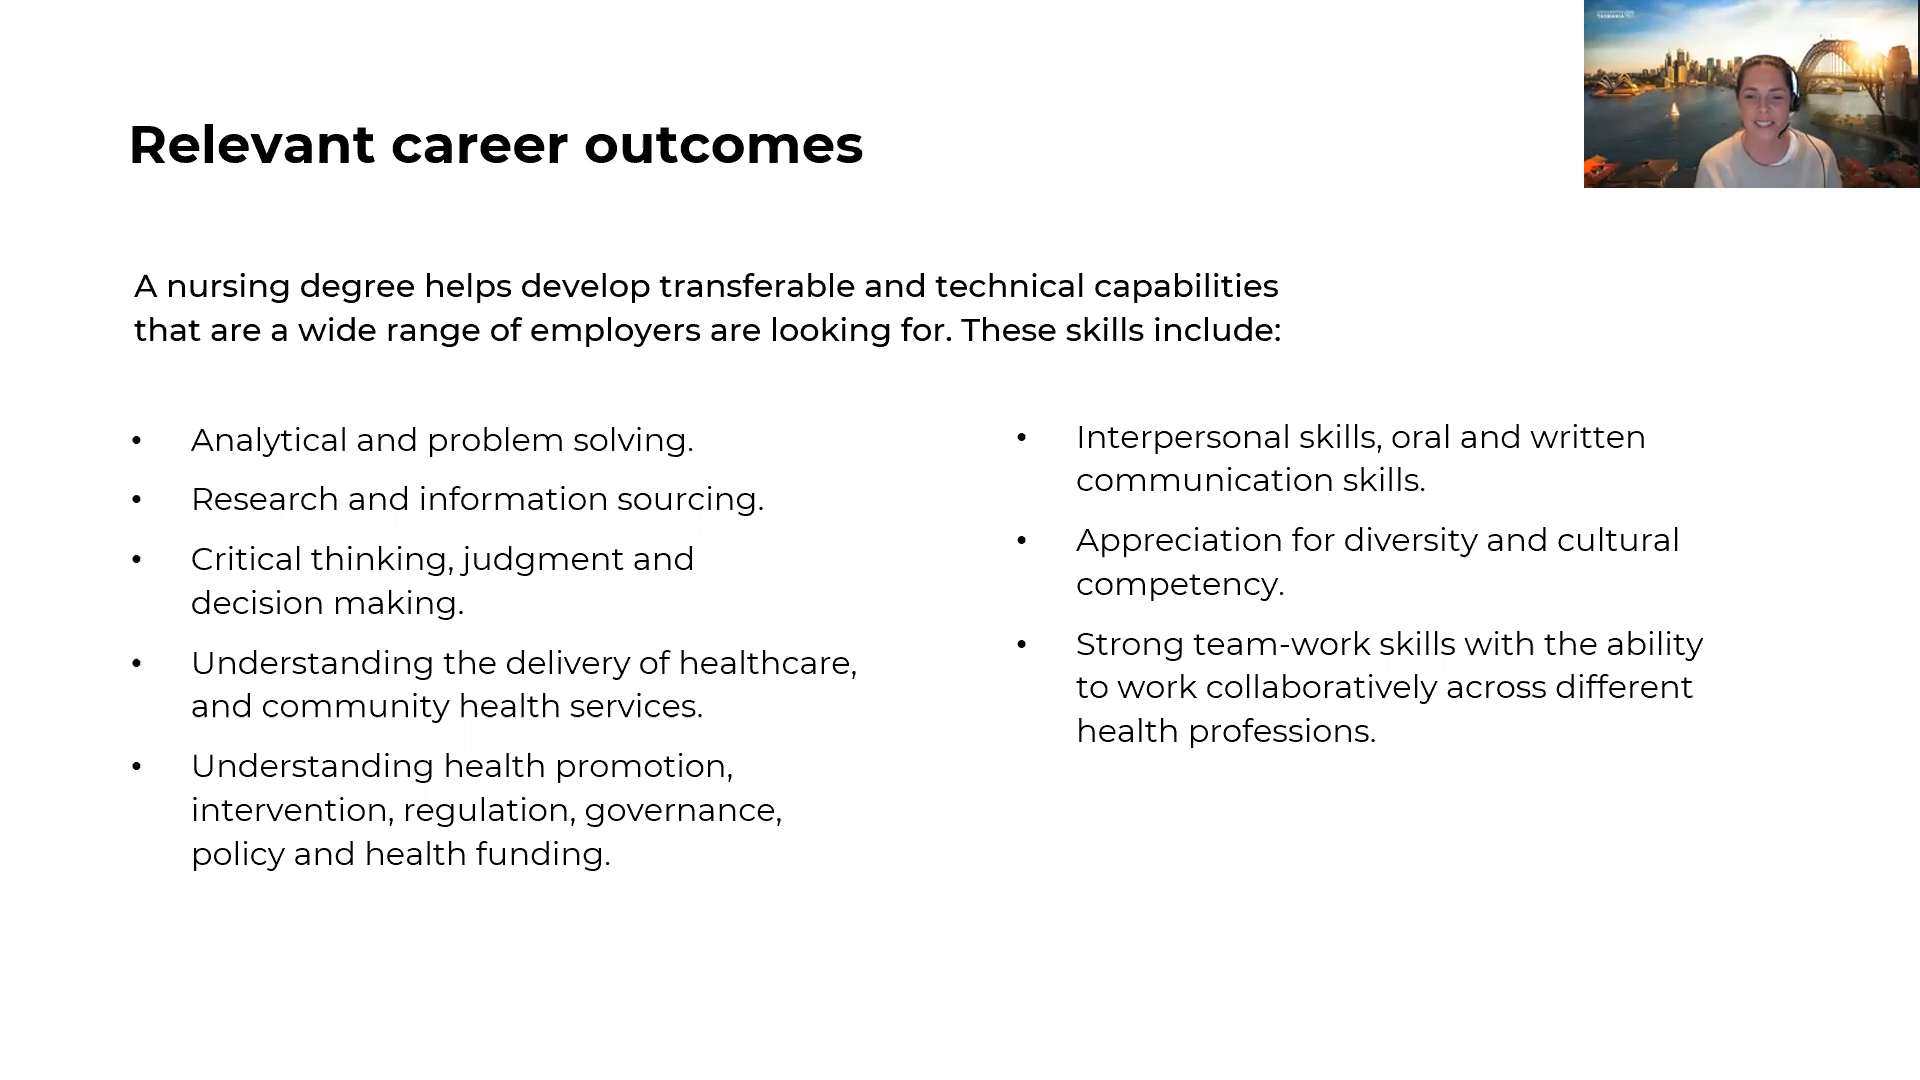 TASMANIA
Relevant career outcomes
A nursing degree helps develop transferable and technical capabilities
that are a wide range of employers are looking for. These skills include:
• Analytical and problem solving.
• Research and information sourcing.
• Critical thinking, judgment and
decision making.
• Understanding the delivery of healthcare,
and community health services.
• Understanding health promotion,
intervention, regulation, governance,
policy and health funding.
• Interpersonal skills, oral and written
communication skills.
• Appreciation for diversity and cultural
competency.
• Strong team-work skills with the ability
to work collaboratively across different
health professions.